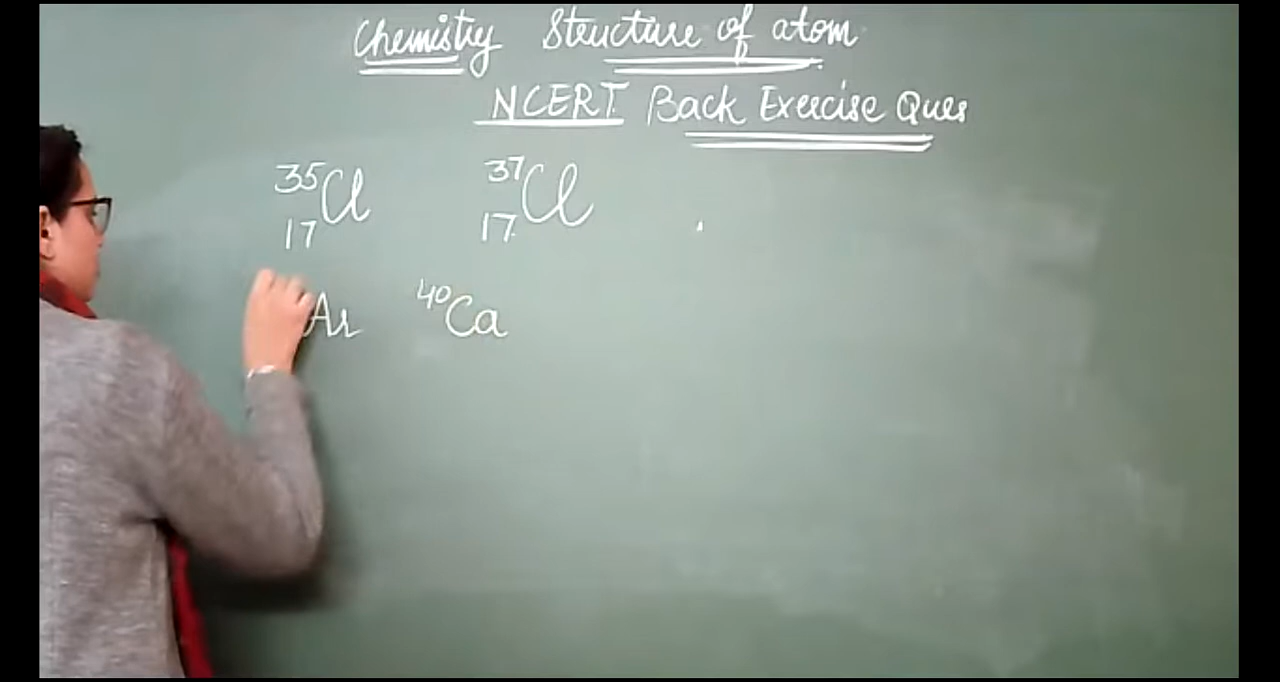 Chemistry Structure of atom
NCERT Back Exercise Ques
35 17 Cl 37 17 Cl
Ar 40 Ca